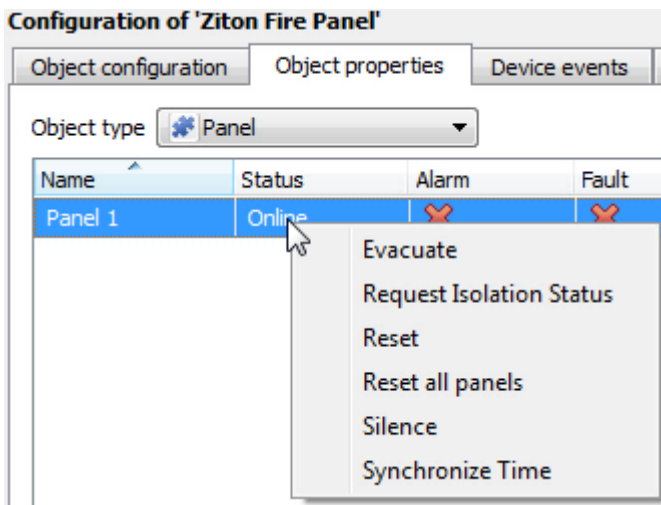 Configuration of 'Ziton Fire Panel'
Object configuration Object properties Device events
Object type Panel
Name Status Alarm Fault
Panel 1 Online
Evacuate
Request Isolation Status
Reset
Reset all panels
Silence
Synchronize Time